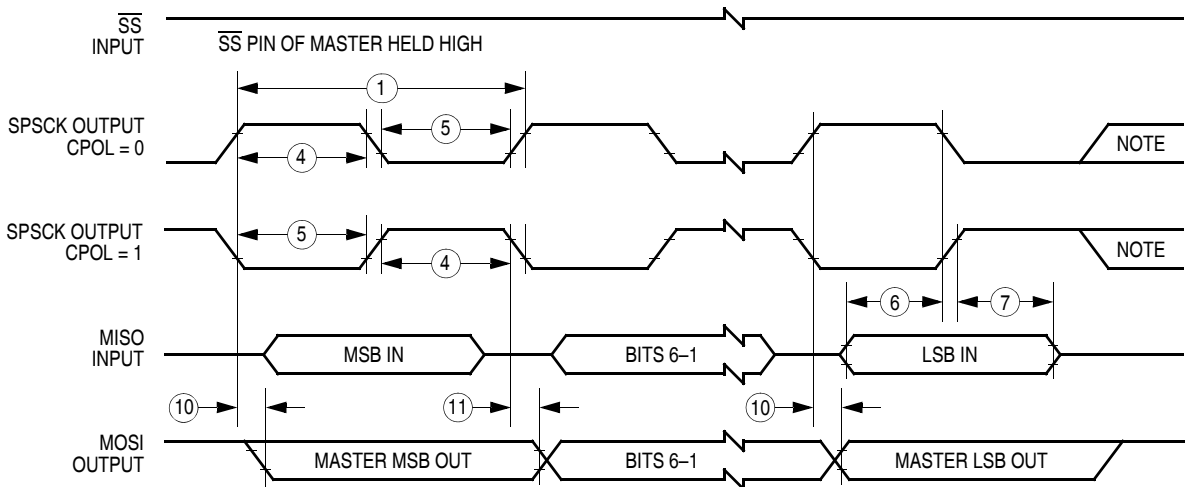 SS
INPUT
SS PIN OF MASTER HELD HIGH
1
SPSCK OUTPUT
CPOL = 0
5
4
NOTE
SPSCK OUTPUT
CPOL = 1
5
4
NOTE
6
7
MISO
INPUT
MSB IN
BITS 6–1
LSB IN
10
11
10
MOSI
OUTPUT
MASTER MSB OUT
BITS 6–1
MASTER LSB OUT